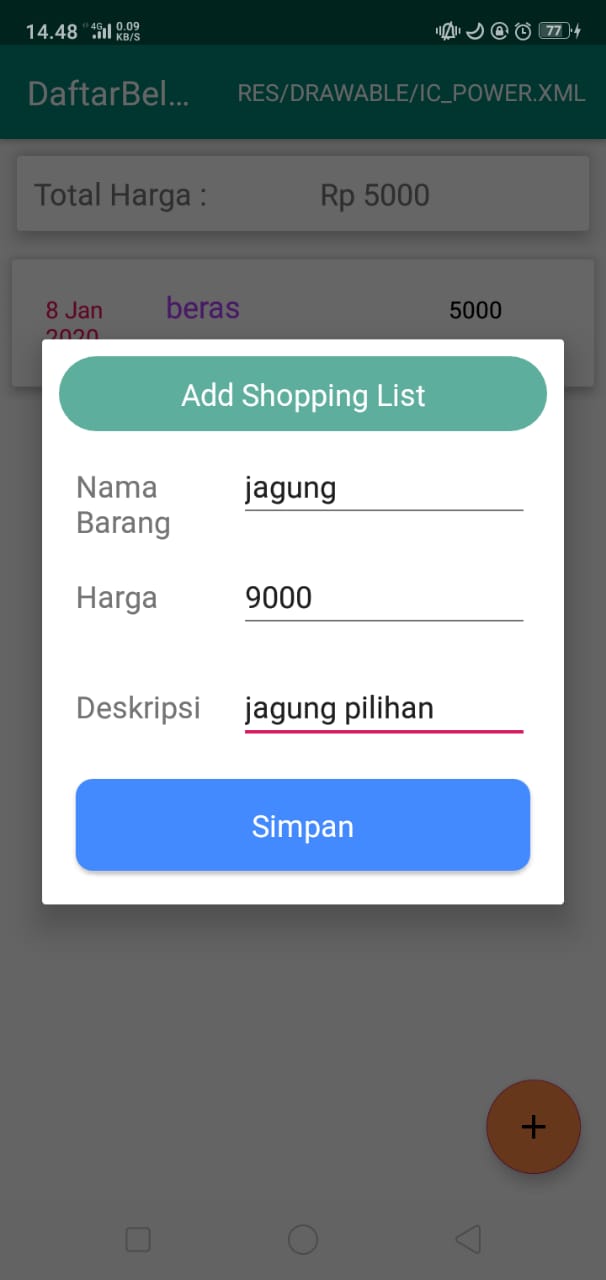 14.48 4G 0.09 KB/S 77
DaftarBel... RES/DRAWABLE/IC_POWER.XML
Total Harga : Rp 5000
8 Jan beras 5000
2020
Add Shopping List
Nama jagung
Barang
Harga 9000
Deskripsi jagung pilihan
Simpan
+